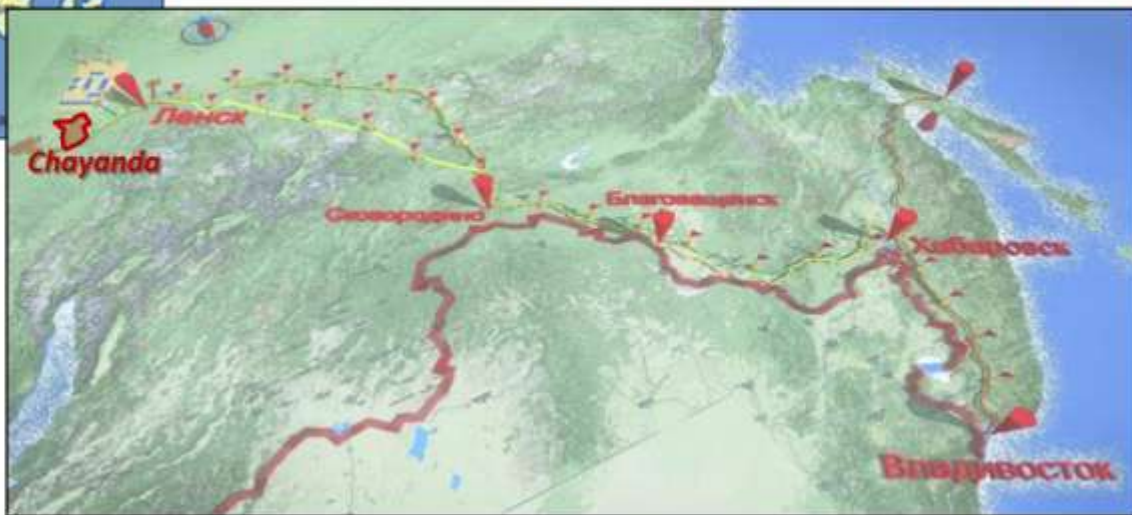 Ленск
Chayanda
Сковородино
Благовещенск
Хабаровск
Владивосток